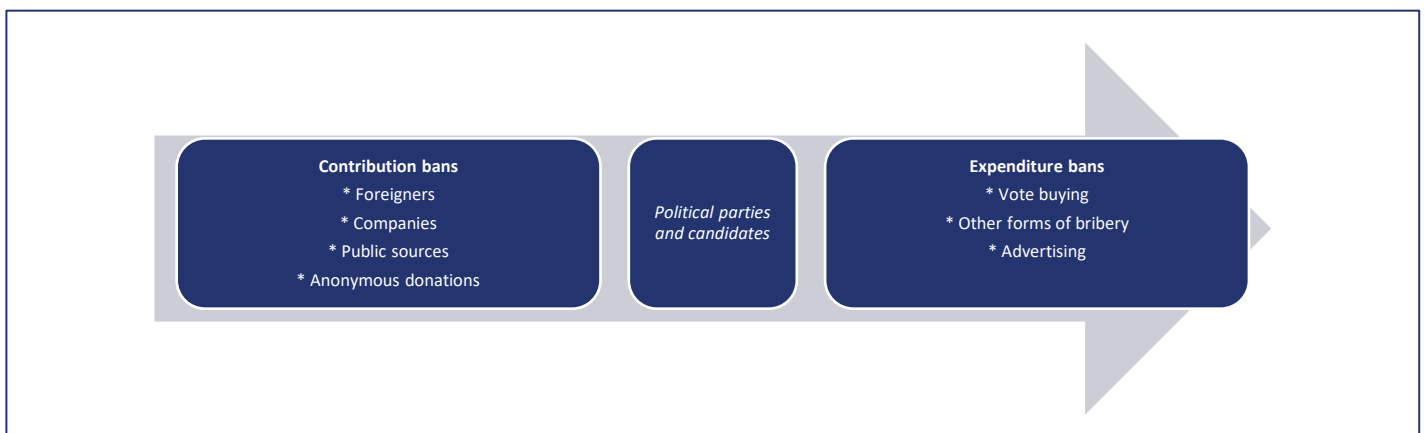 Contribution bans
* Foreigners
* Companies
* Public sources
* Anonymous donations
Political parties
and candidates
Expenditure bans
* Vote buying
* Other forms of bribery
* Advertising